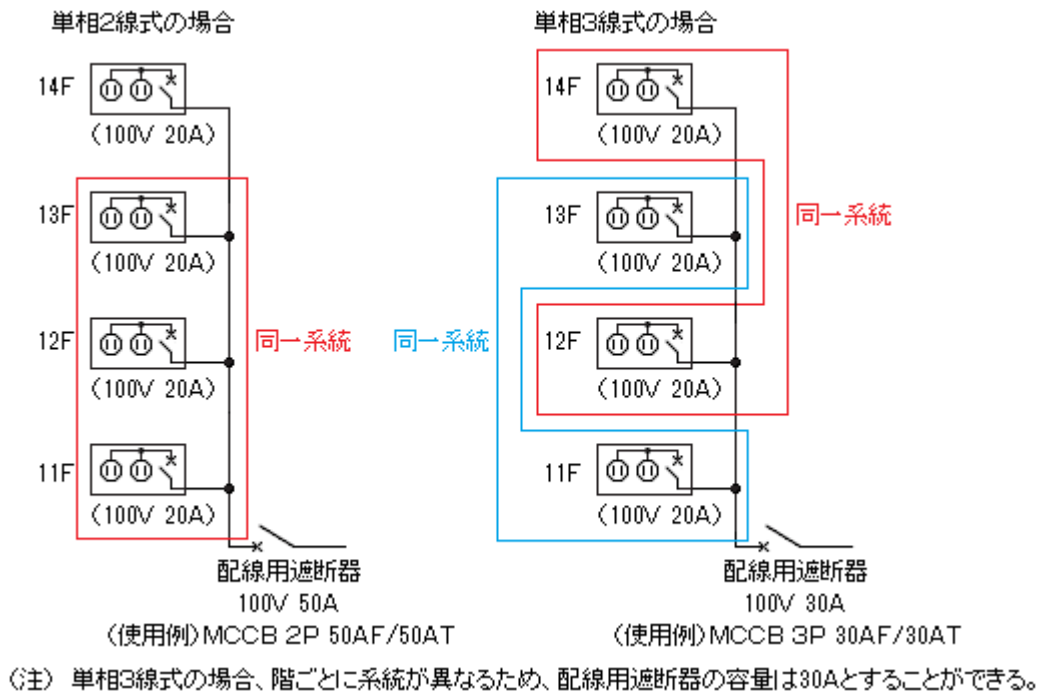 単相2線式の場合
14F
(100V 20A)
13F
(100V 20A)
12F
同一系統
(100V 20A)
11F
(100V 20A)
配線用遮断器
100V 50A
(使用例)MCCB 2P 50AF/50AT
単相3線式の場合
14F
(100V 20A)
13F
同一系統
(100V 20A)
同一系統
12F
(100V 20A)
11F
(100V 20A)
配線用遮断器
100V 30A
(使用例)MCCB 3P 30AF/30AT
(注) 単相3線式の場合、階ごとに系統が異なるため、配線用遮断器の容量は30Aとすることができる。